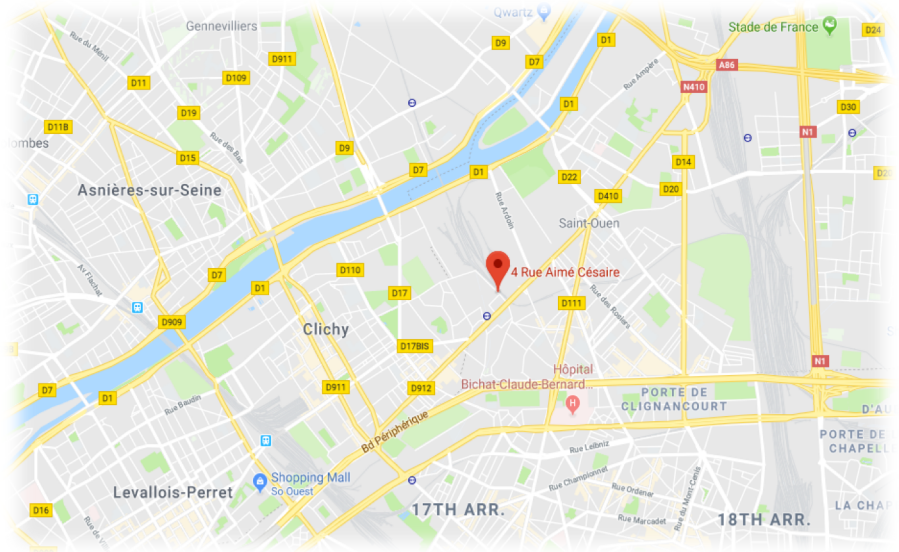 Qwartz
Gennevilliers
Stade de France
D24
Rue du Ménil
D9
D1
D911
D7
A86
D109
D11
Rue Ampère
N410
D19
D1
D30
D11B
N1
Rue des Bas
ombes
D9
D15
D7
D1
D14
D22
D20
D410
Asnières-sur-Seine
Rue Ardoin
Saint-Ouen
D110
D7
4 Rue Aimé Césaire
Av Flachat
D1
D17
D111
Rue des Rosiers
D909
Clichy
D17BIS
N1
Hôpital
Bichat-Claude-Bernard...
D7
D911
D912
PORTE DE
CLIGNANCOURT
D1
Rue Baudin
Bd Périphérique
D'AU
PORTE DE
CHAPELL
Rue Leibniz
Shopping Mall
So Ouest
Rue Championnet
Levallois-Perret
Rue Ordener
Rue du Mont-Cenis
D16
17TH ARR.
Rue Marcadet
18TH ARR.
LA CHAP